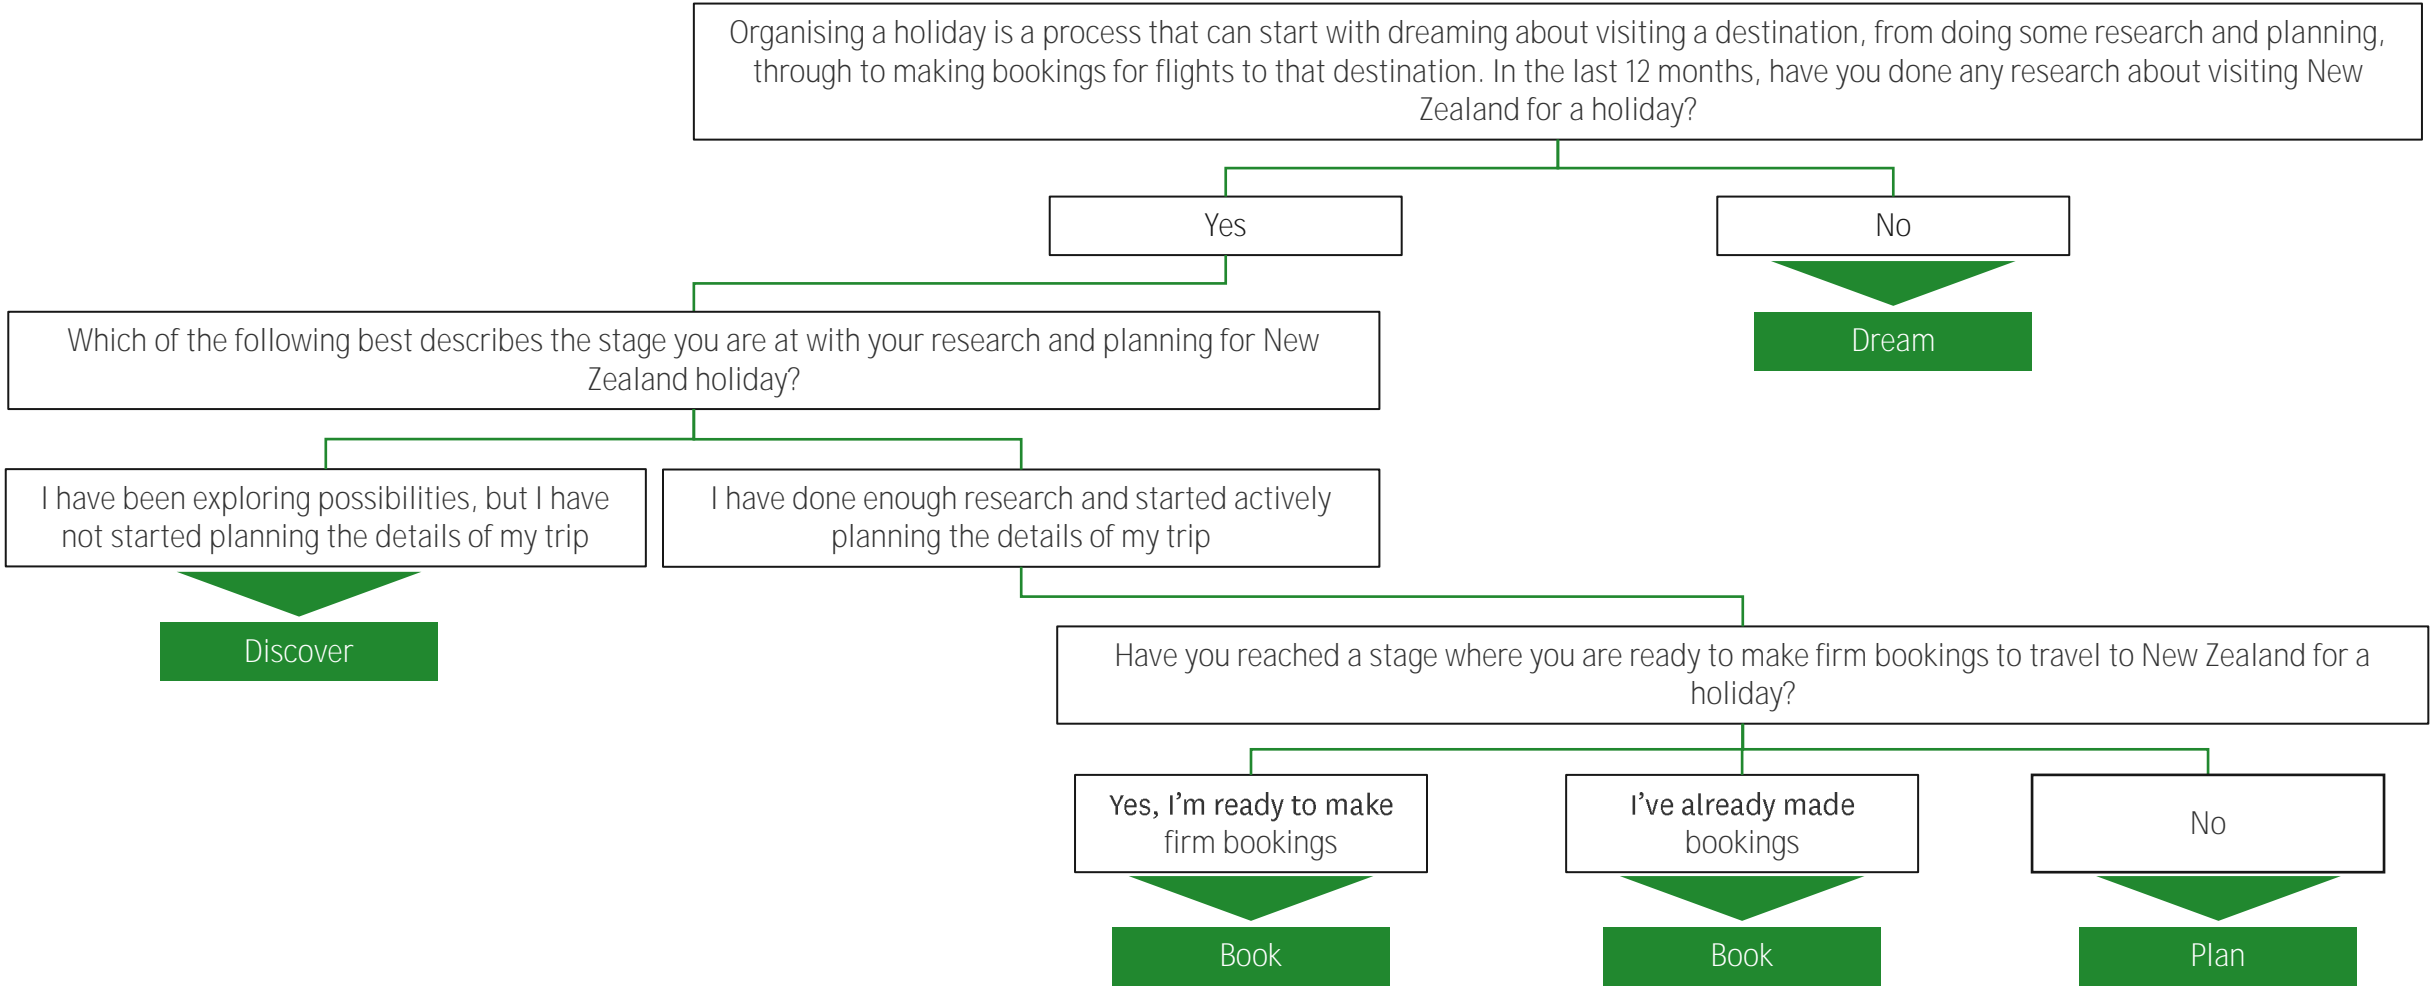 Organising a holiday is a process that can start with dreaming about visiting a destination, from doing some research and planning,
through to making bookings for flights to that destination. In the last 12 months, have you done any research about visiting New
Zealand for a holiday?
Yes
No
Dream
Which of the following best describes the stage you are at with your research and planning for New
Zealand holiday?
I have been exploring possibilities, but I have
not started planning the details of my trip
I have done enough research and started actively
planning the details of my trip
Discover
Have you reached a stage where you are ready to make firm bookings to travel to New Zealand for a
holiday?
Yes, I’m ready to make
firm bookings
I’ve already made
bookings
No
Book
Book
Plan